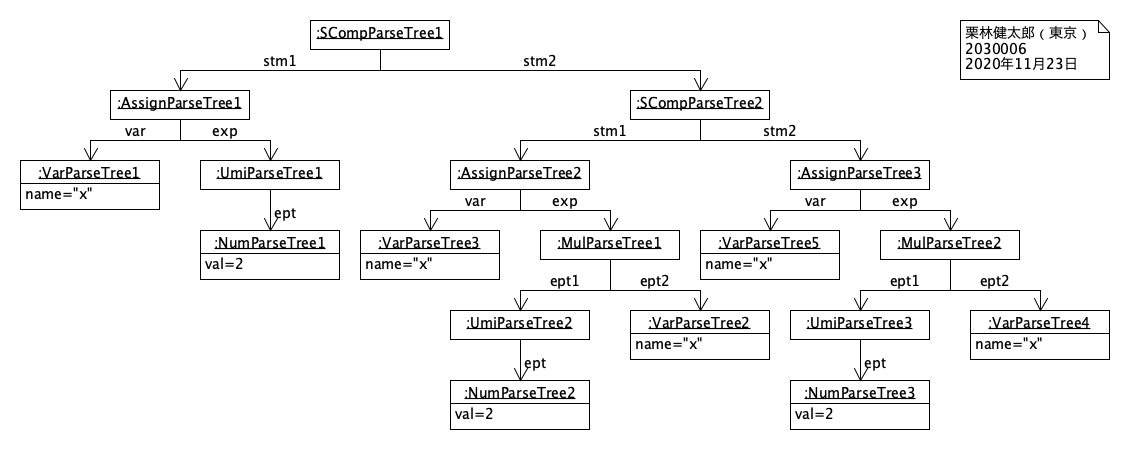 :SCompParseTree1
栗林健太郎（東京）
2030006
2020年11月23日
stm1
stm2
:AssignParseTree1
:SCompParseTree2
var
exp
stm1
stm2
:VarParseTree1
name="x"
:UmiParseTree1
:AssignParseTree2
:AssignParseTree3
ept
var
exp
var
exp
:NumParseTree1
val=2
:VarParseTree3
name="x"
:MulParseTree1
:VarParseTree5
name="x"
:MulParseTree2
ept1
ept2
ept1
ept2
:UmiParseTree2
:VarParseTree2
name="x"
:UmiParseTree3
:VarParseTree4
name="x"
ept
ept
:NumParseTree2
val=2
:NumParseTree3
val=2